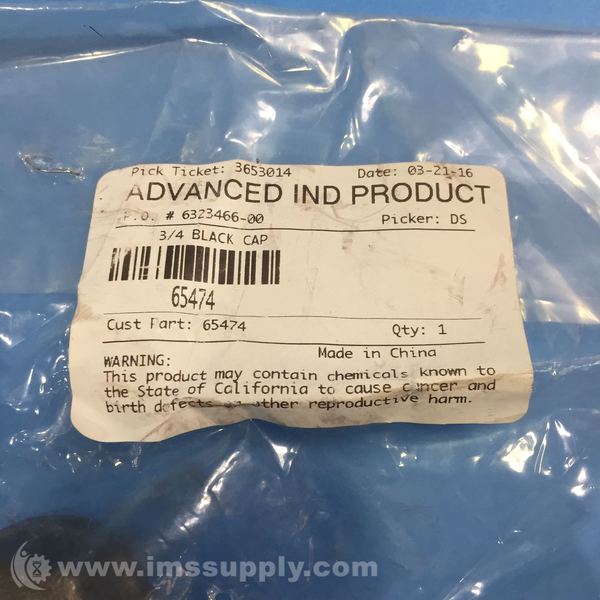 Pick Ticket: 3653014 Date: 03-21-16
ADVANCED IND PRODUCT
P.O. # 6323466-00 Picker: DS
3/4 BLACK CAP
65474
Cust Part: 65474 Qty: 1
Made in China
WARNING:
This product may contain chemicals known to
the State of California to cause cancer and
birth defects or other reproductive harm.
www.imssupply.com